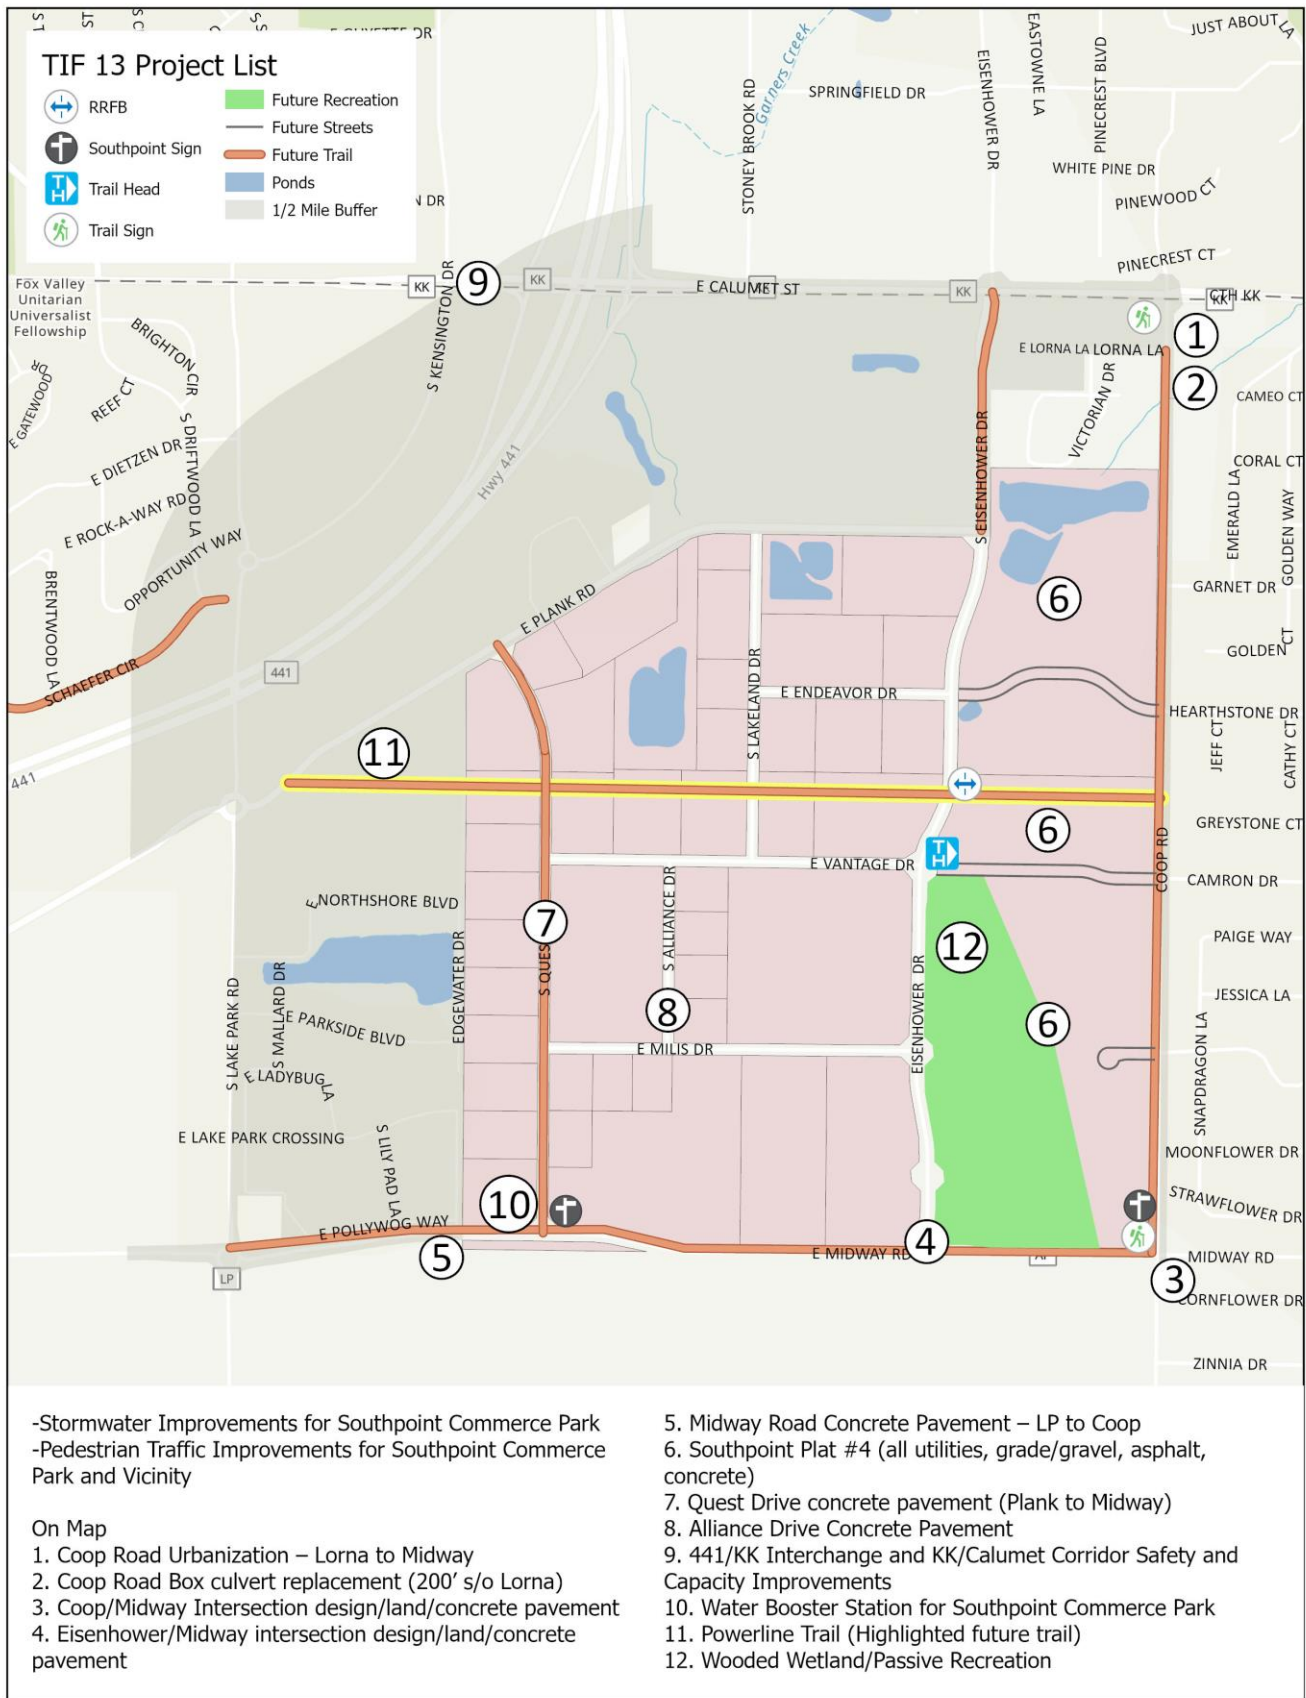 E GUYETTE DR
TIF 13 Project List
RRFB
Southpoint Sign
Trail Head
Trail Sign
Future Recreation
Future Streets
Future Trail
Ponds
1/2 Mile Buffer
N DR
Garners Creek
STONEY BROOK RD
SPRINGFIELD DR
EISENHOWER DR
EASTOWNE LA
PINECREST BLVD
JUST ABOUT LA
WHITE PINE DR
PINEWOOD CT
PINECREST CT
Fox Valley
Unitarian
Universalist
Fellowship
KK
9
KK
E CALUMET ST
KK
CTH KK
KK
S KENSINGTON DR
BRIGHTON CIR
REEF CT
E GATEWOOD DR
S DRIFTWOOD LA
E DIETZEN DR
E ROCK-A-WAY RD
OPPORTUNITY WAY
BRENTWOOD LA
SCHAEFER CIR
Hwy 441
441
441
1
E LORNA LA LORNA LA
2
VICTORIAN DR
CAMEO CT
CORAL CT
EMERALD LA
GOLDEN WAY
S EISENHOWER DR
GARNET DR
GOLDEN CT
6
E PLANK RD
S LAKELAND DR
E ENDEAVOR DR
HEARTHSTONE DR
JEFF CT
CATHY CT
11
6
GREYSTONE CT
TH
E VANTAGE DR
COOP RD
CAMRON DR
E NORTHSHORE BLVD
7
S QUES
S ALLIANCE DR
12
PAIGE WAY
JESSICA LA
EDGEWATER DR
S LAKE PARK RD
S MALLARD DR
E PARKSIDE BLVD
8
E MILIS DR
EISENHOWER DR
6
SNAPDRAGON LA
E LADYBUG LA
E LAKE PARK CROSSING
S LILY PAD LA
MOONFLOWER DR
STRAWFLOWER DR
10
E POLLYWOG WAY
5
E MIDWAY RD
4
MIDWAY RD
3
CORNFLOWER DR
LP
ZINNIA DR
-Stormwater Improvements for Southpoint Commerce Park
-Pedestrian Traffic Improvements for Southpoint Commerce
Park and Vicinity
On Map
1. Coop Road Urbanization – Lorna to Midway
2. Coop Road Box culvert replacement (200’ s/o Lorna)
3. Coop/Midway Intersection design/land/concrete pavement
4. Eisenhower/Midway intersection design/land/concrete
pavement
5. Midway Road Concrete Pavement – LP to Coop
6. Southpoint Plat #4 (all utilities, grade/gravel, asphalt,
concrete)
7. Quest Drive concrete pavement (Plank to Midway)
8. Alliance Drive Concrete Pavement
9. 441/KK Interchange and KK/Calumet Corridor Safety and
Capacity Improvements
10. Water Booster Station for Southpoint Commerce Park
11. Powerline Trail (Highlighted future trail)
12. Wooded Wetland/Passive Recreation